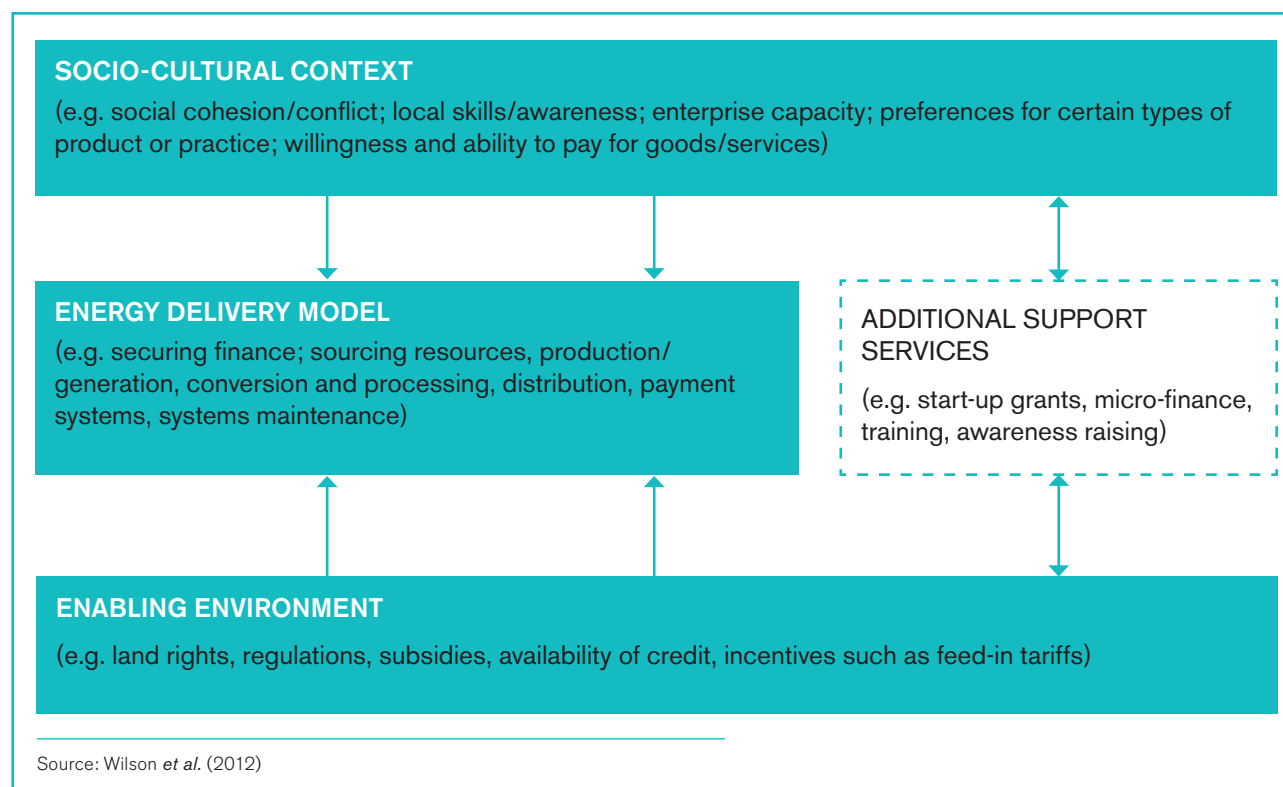 SOCIO-CULTURAL CONTEXT
(e.g. social cohesion/conflict; local skills/awareness; enterprise capacity; preferences for certain types of
product or practice; willingness and ability to pay for goods/services)
ENERGY DELIVERY MODEL
(e.g. securing finance; sourcing resources, production/
generation, conversion and processing, distribution, payment
systems, systems maintenance)
ADDITIONAL SUPPORT
SERVICES
(e.g. start-up grants, micro-finance,
training, awareness raising)
ENABLING ENVIRONMENT
(e.g. land rights, regulations, subsidies, availability of credit, incentives such as feed-in tariffs)
Source: Wilson et al. (2012)